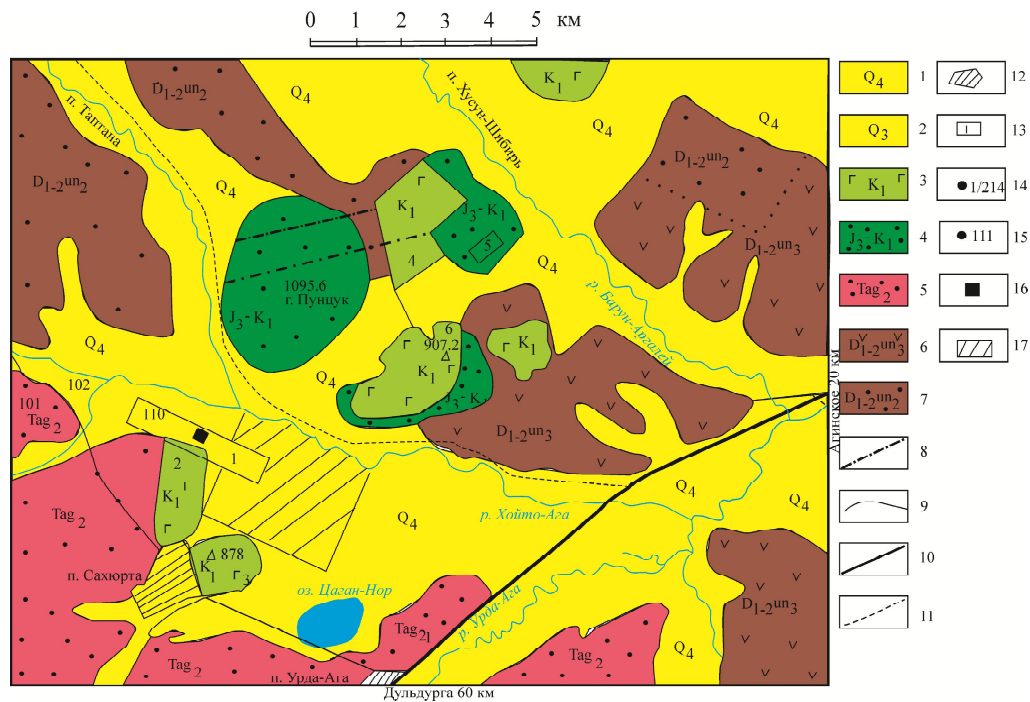 0 1 2 3 4 5 км
п. Таптана
D1-2un2
Q4
п. Хусун-Шибирь
K1
Q4
D1-2un2
D1-2un2
Q4
K1
J3-K1
5
4
D1-2un3
1095.6
г. Пунцук
J3-K1
Q4
р. Барун-Аргалей
6
907.2
K1
K1
Q4
J3-K1
D1-2un3
Q4
102
101
Tag2
110
1
2
K1
Tag2
Q4
р. Хойто-Ага
Q4
Q4
Агинское 20 км
878
K1
3
п. Сахюрта
оз. Цаган-Нор
р. Урда-Ага
D1-2un3
Tag2
Tag21
Tag2
Q4
п. Урда-Ага
Дульдурга 60 км
Q4 1
Q3 2
K1 3
J3-K1 4
Tag2 5
D1-2un3 6
D1-2un2 7
8
9
10
11
12
13
1/214 14
111 15
16
17